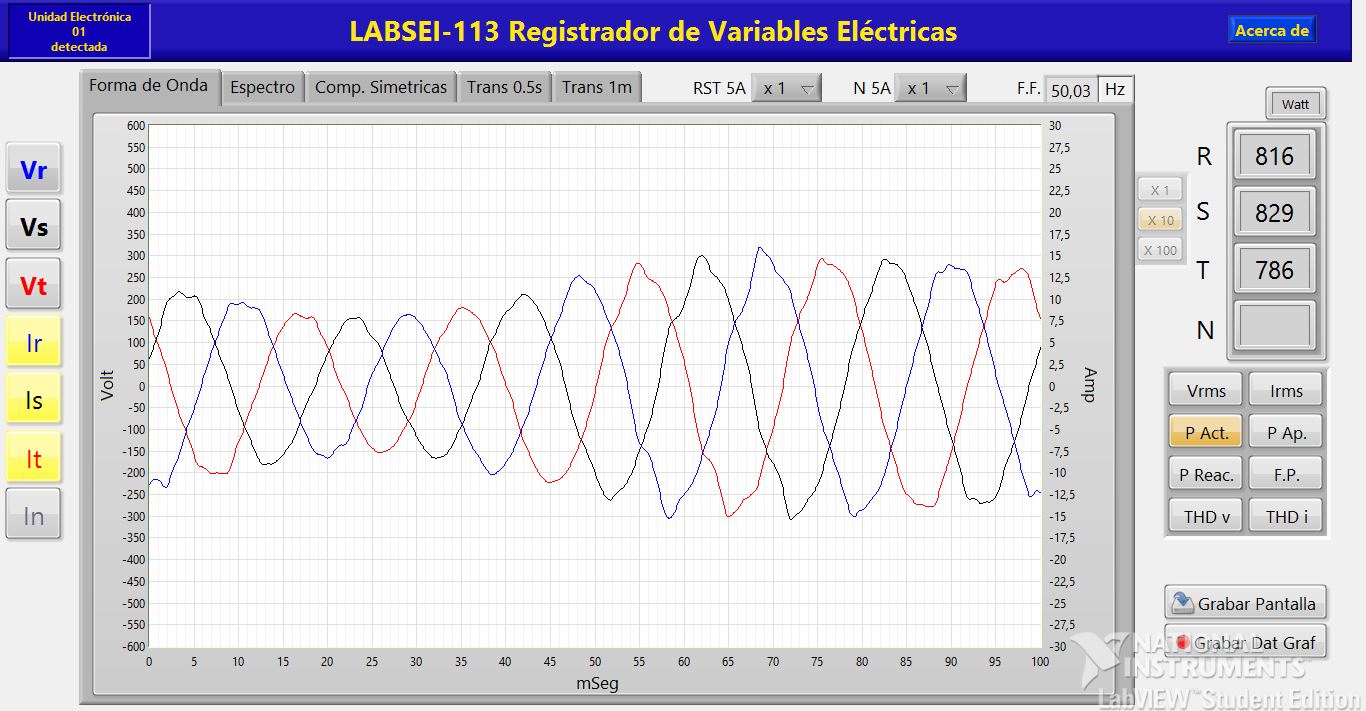 Unidad Electrónica
01
detectada
LABSEI-113 Registrador de Variables Eléctricas
Acerca de
Forma de Onda
Espectro
Comp. Simetricas
Trans 0.5s
Trans 1m
RST 5A
x 1
N 5A
x 1
F.F.
50,03
Hz
Vr
Vs
Vt
Ir
Is
It
In
Volt
600
550
500
450
400
350
300
250
200
150
100
50
0
-50
-100
-150
-200
-250
-300
-350
-400
-450
-500
-550
-600
30
27,5
25
22,5
20
17,5
15
12,5
10
7,5
5
2,5
0
-2,5
-5
-7,5
-10
-12,5
-15
-17,5
-20
-22,5
-25
-27,5
-30
Amp
0 5 10 15 20 25 30 35 40 45 50 55 60 65 70 75 80 85 90 95 100
mSeg
Watt
X 1
X 10
X 100
R 816
S 829
T 786
N
Vrms Irms
P Act. P Ap.
P Reac. F.P.
THD v THD i
Grabar Pantalla
Grabar Dat Graf
NATIONAL
INSTRUMENTS™
LabVIEW™ Student Edition